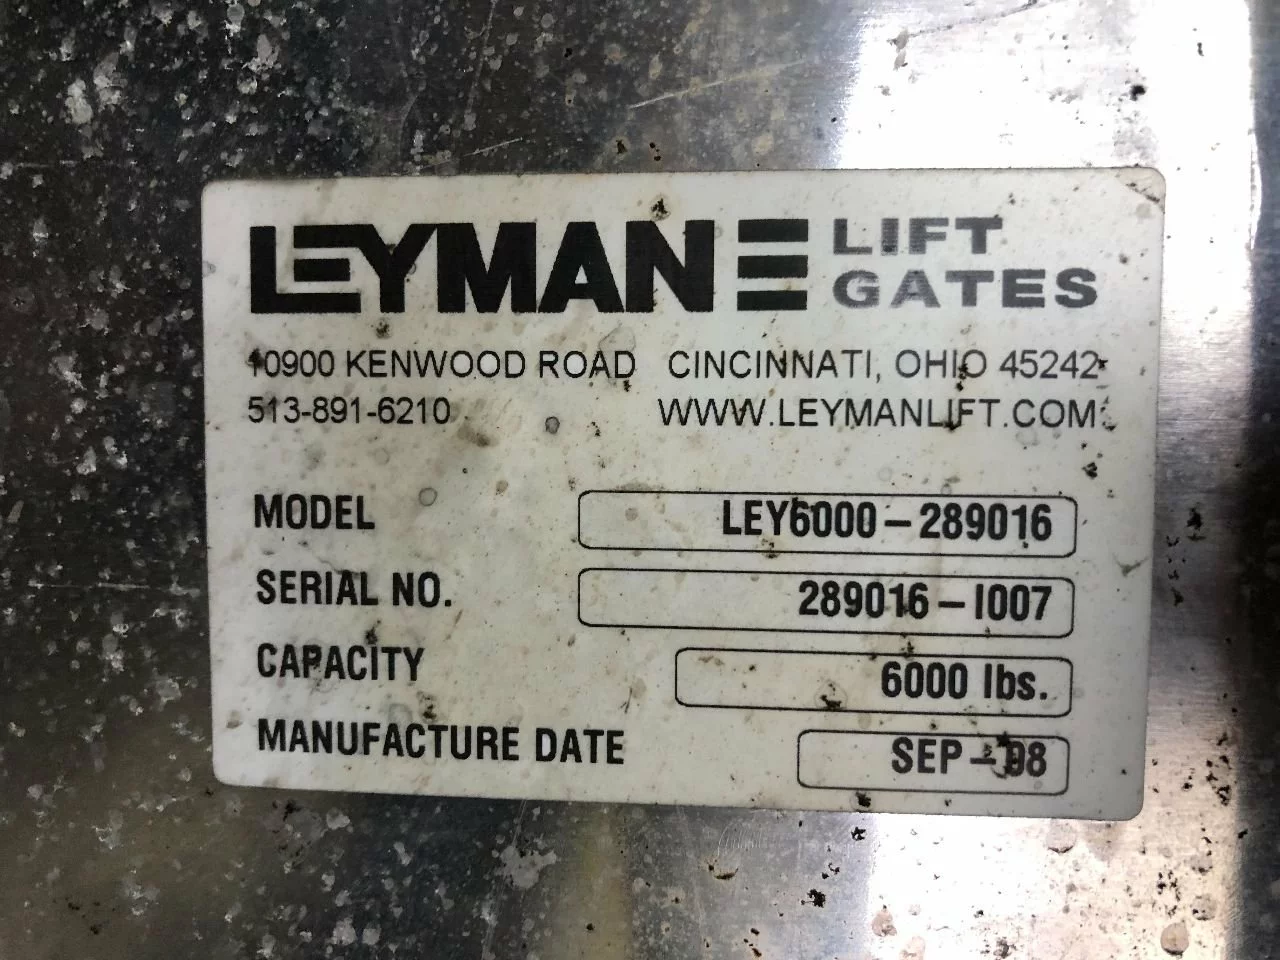 LEYMAN LIFT GATES
10900 KENWOOD ROAD CINCINNATI, OHIO 45242
513-891-6210 WWW.LEYMANLIFT.COM
MODEL LEY6000-289016
SERIAL NO. 289016-I007
CAPACITY 6000 lbs.
MANUFACTURE DATE SEP-08